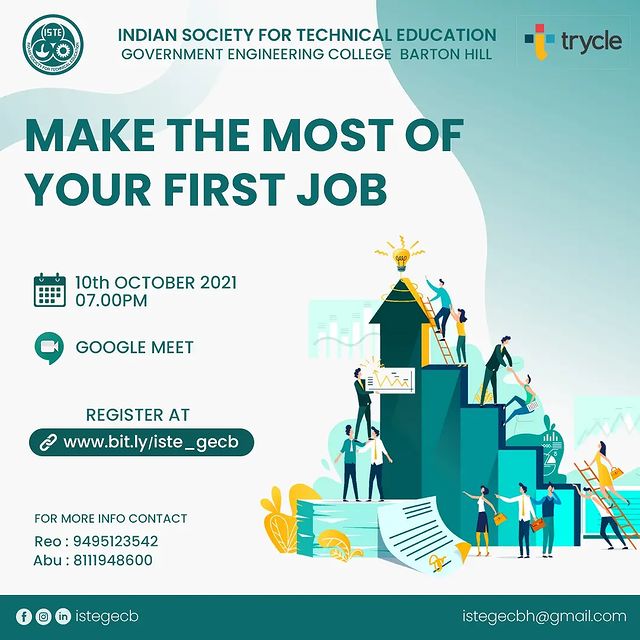 ISTE
INDIAN SOCIETY FOR TECHNICAL EDUCATION
GOVERNMENT ENGINEERING COLLEGE BARTON HILL
trycle
MAKE THE MOST OF
YOUR FIRST JOB
10th OCTOBER 2021
07.00PM
GOOGLE MEET
REGISTER AT
www.bit.ly/iste_gecb
FOR MORE INFO CONTACT
Reo : 9495123542
Abu : 8111948600
istegecb
istegecbh@gmail.com